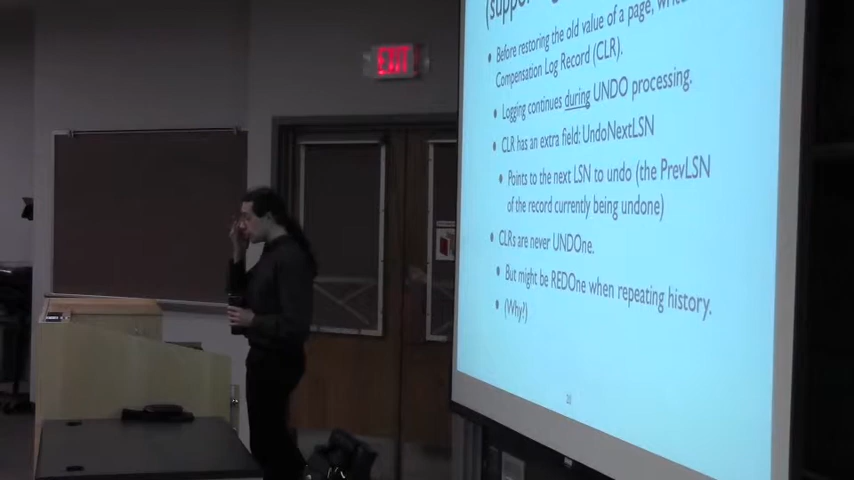 (suppor
• Before restoring the old value of a page, write
Compensation Log Record (CLR).
• Logging continues during UNDO processing.
• CLR has an extra field: UndoNextLSN
• Points to the next LSN to undo (the PrevLSN
of the record currently being undone)
• CLRs are never UNDOne.
• But might be REDOne when repeating history.
• (Why?)
EXIT